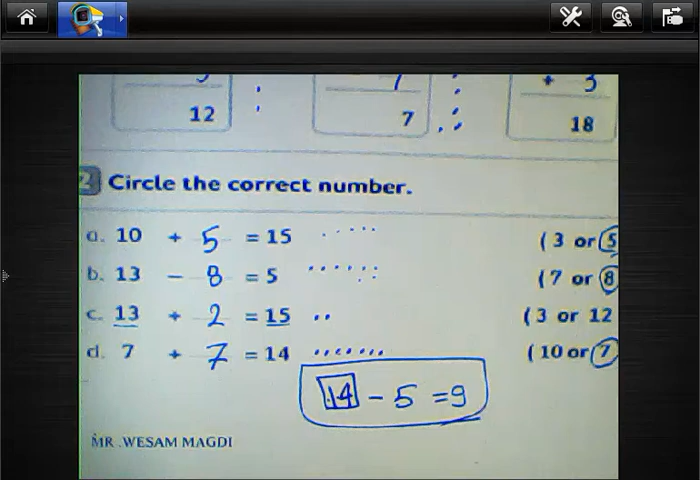 12
7
+ 3
18
2 Circle the correct number.
a. 10 + 5 = 15 (3 or 5
b. 13 - 8 = 5 (7 or 8
c. 13 + 2 = 15 (3 or 12
d. 7 + 7 = 14 (10 or 7
14 - 5 = 9
MR .WESAM MAGDI